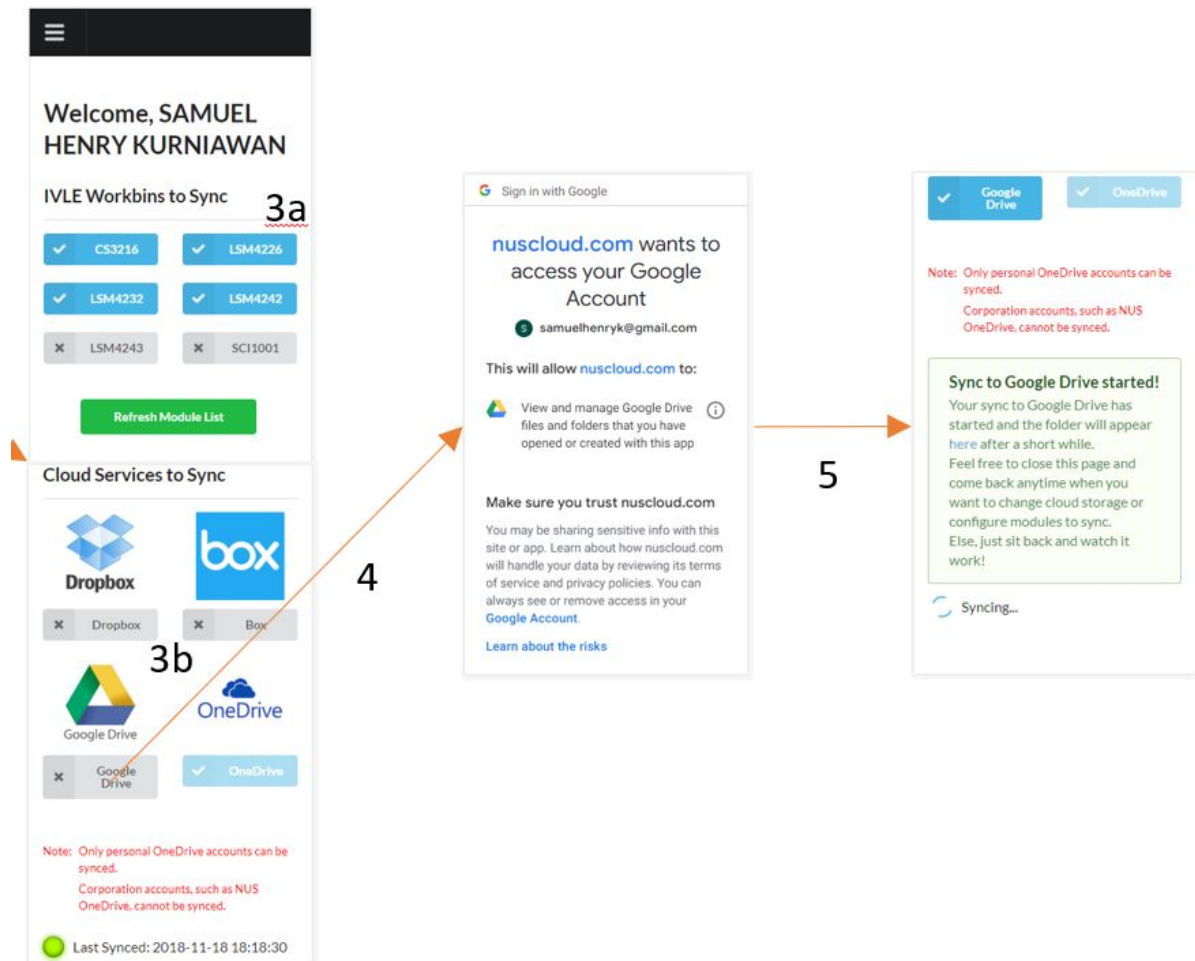 Welcome, SAMUEL
HENRY KURNIAWAN
IVLE Workbins to Sync
3a
CS3216
LSM4226
LSM4232
LSM4242
LSM4243
SCI1001
Refresh Module List
Cloud Services to Sync
Dropbox
box
Dropbox
Box
3b
Google Drive
OneDrive
Google
Drive
OneDrive
Note: Only personal OneDrive accounts can be
synced.
Corporation accounts, such as NUS
OneDrive, cannot be synced.
Last Synced: 2018-11-18 18:18:30
4
G Sign in with Google
nuscloud.com wants to
access your Google
Account
S samuelhenryk@gmail.com
This will allow nuscloud.com to:
View and manage Google Drive
files and folders that you have
opened or created with this app
Make sure you trust nuscloud.com
You may be sharing sensitive info with this
site or app. Learn about how nuscloud.com
will handle your data by reviewing its terms
of service and privacy policies. You can
always see or remove access in your
Google Account.
Learn about the risks
5
Google
Drive
OneDrive
Note: Only personal OneDrive accounts can be
synced.
Corporation accounts, such as NUS
OneDrive, cannot be synced.
Sync to Google Drive started!
Your sync to Google Drive has
started and the folder will appear
here after a short while.
Feel free to close this page and
come back anytime when you
want to change cloud storage or
configure modules to sync.
Else, just sit back and watch it
work!
Syncing...